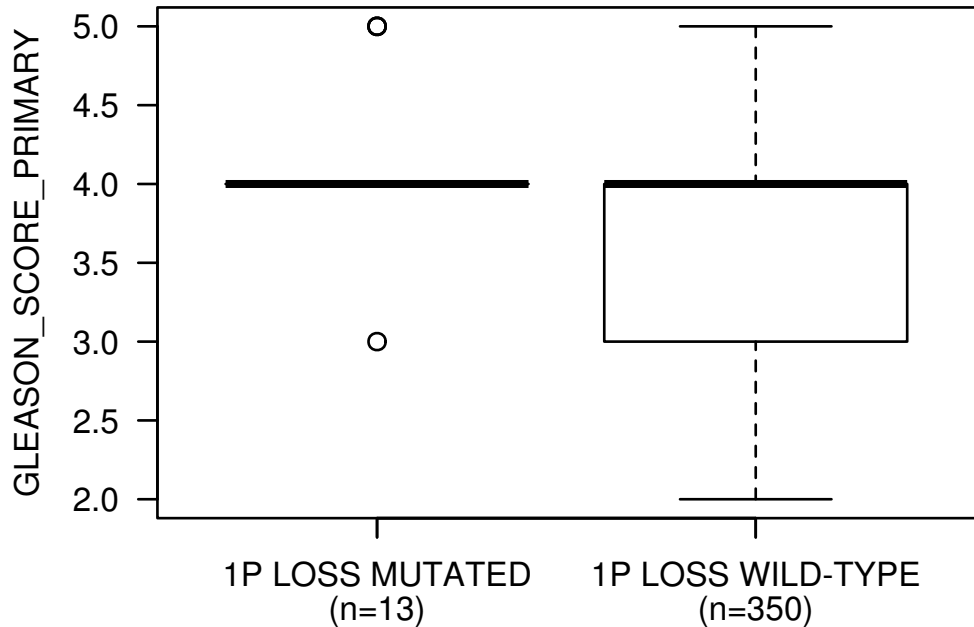 GLEASON_SCORE_PRIMARY
5.0
4.5
4.0
3.5
3.0
2.5
2.0
1P LOSS MUTATED
(n=13)
1P LOSS WILD-TYPE
(n=350)